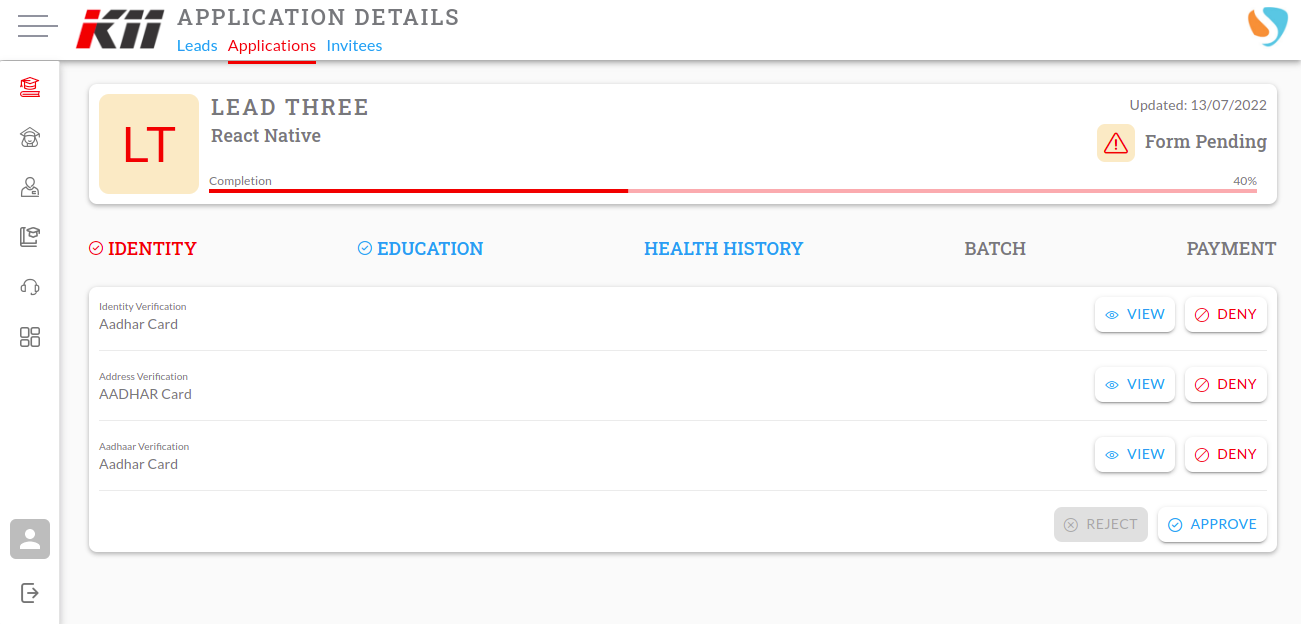 KII
APPLICATION DETAILS
Leads Applications Invitees
LT
LEAD THREE
React Native
Updated: 13/07/2022
Form Pending
Completion 40%
IDENTITY EDUCATION HEALTH HISTORY BATCH PAYMENT
Identity Verification
Aadhar Card
VIEW DENY
Address Verification
AADHAR Card
VIEW DENY
Aadhaar Verification
Aadhar Card
VIEW DENY
REJECT APPROVE